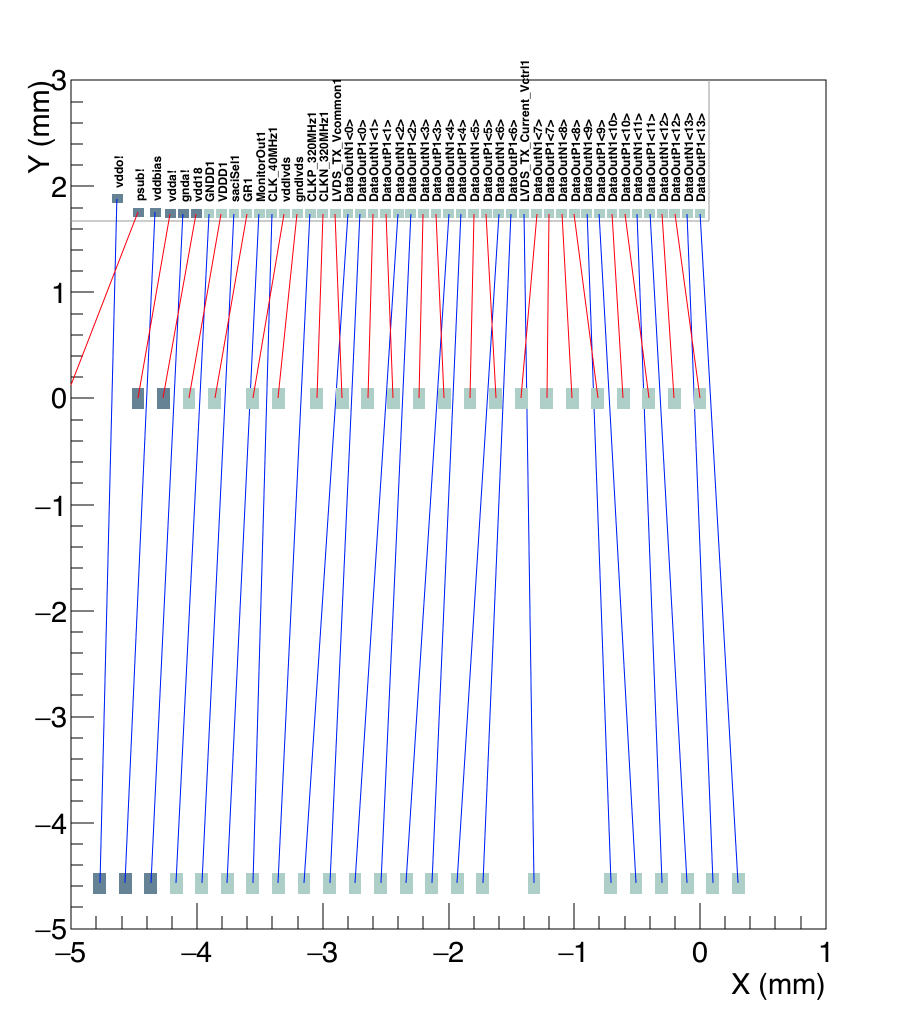 Y (mm)
3
2
1
0
−1
−2
−3
−4
−5
vddo!
psub!
vddbias
vdda!
gnda!
vdd18
GNDD1
VDDD1
saciSel1
GR1
MonitorOut1
CLK_40MHz1
vddlvds
gndlvds
CLKP_320MHz1
CLKN_320MHz1
LVDS_TX_Vcommon1
DataOutN1<0>
DataOutP1<0>
DataOutN1<1>
DataOutP1<1>
DataOutN1<2>
DataOutP1<2>
DataOutN1<3>
DataOutP1<3>
DataOutN1<4>
DataOutP1<4>
DataOutN1<5>
DataOutP1<5>
DataOutN1<6>
DataOutP1<6>
LVDS_TX_Current_Vctrl1
DataOutN1<7>
DataOutP1<7>
DataOutN1<8>
DataOutP1<8>
DataOutN1<9>
DataOutP1<9>
DataOutN1<10>
DataOutP1<10>
DataOutN1<11>
DataOutP1<11>
DataOutN1<12>
DataOutP1<12>
DataOutN1<13>
DataOutP1<13>
−5 −4 −3 −2 −1 0 1
X (mm)